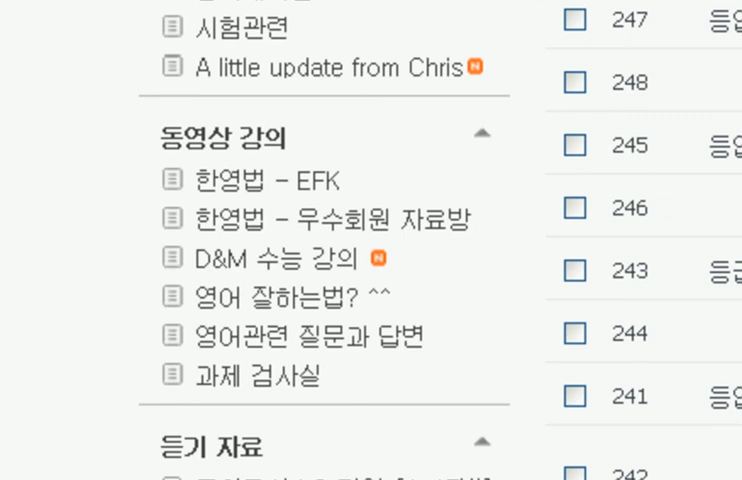 시험관련
A little update from Chris N
동영상 강의
한영법 - EFK
한영법 - 우수회원 자료방
D&M 수능 강의 N
영어 잘하는법? ^^
영어관련 질문과 답변
과제 검사실
듣기 자료
247
248
245
246
243
244
241
242